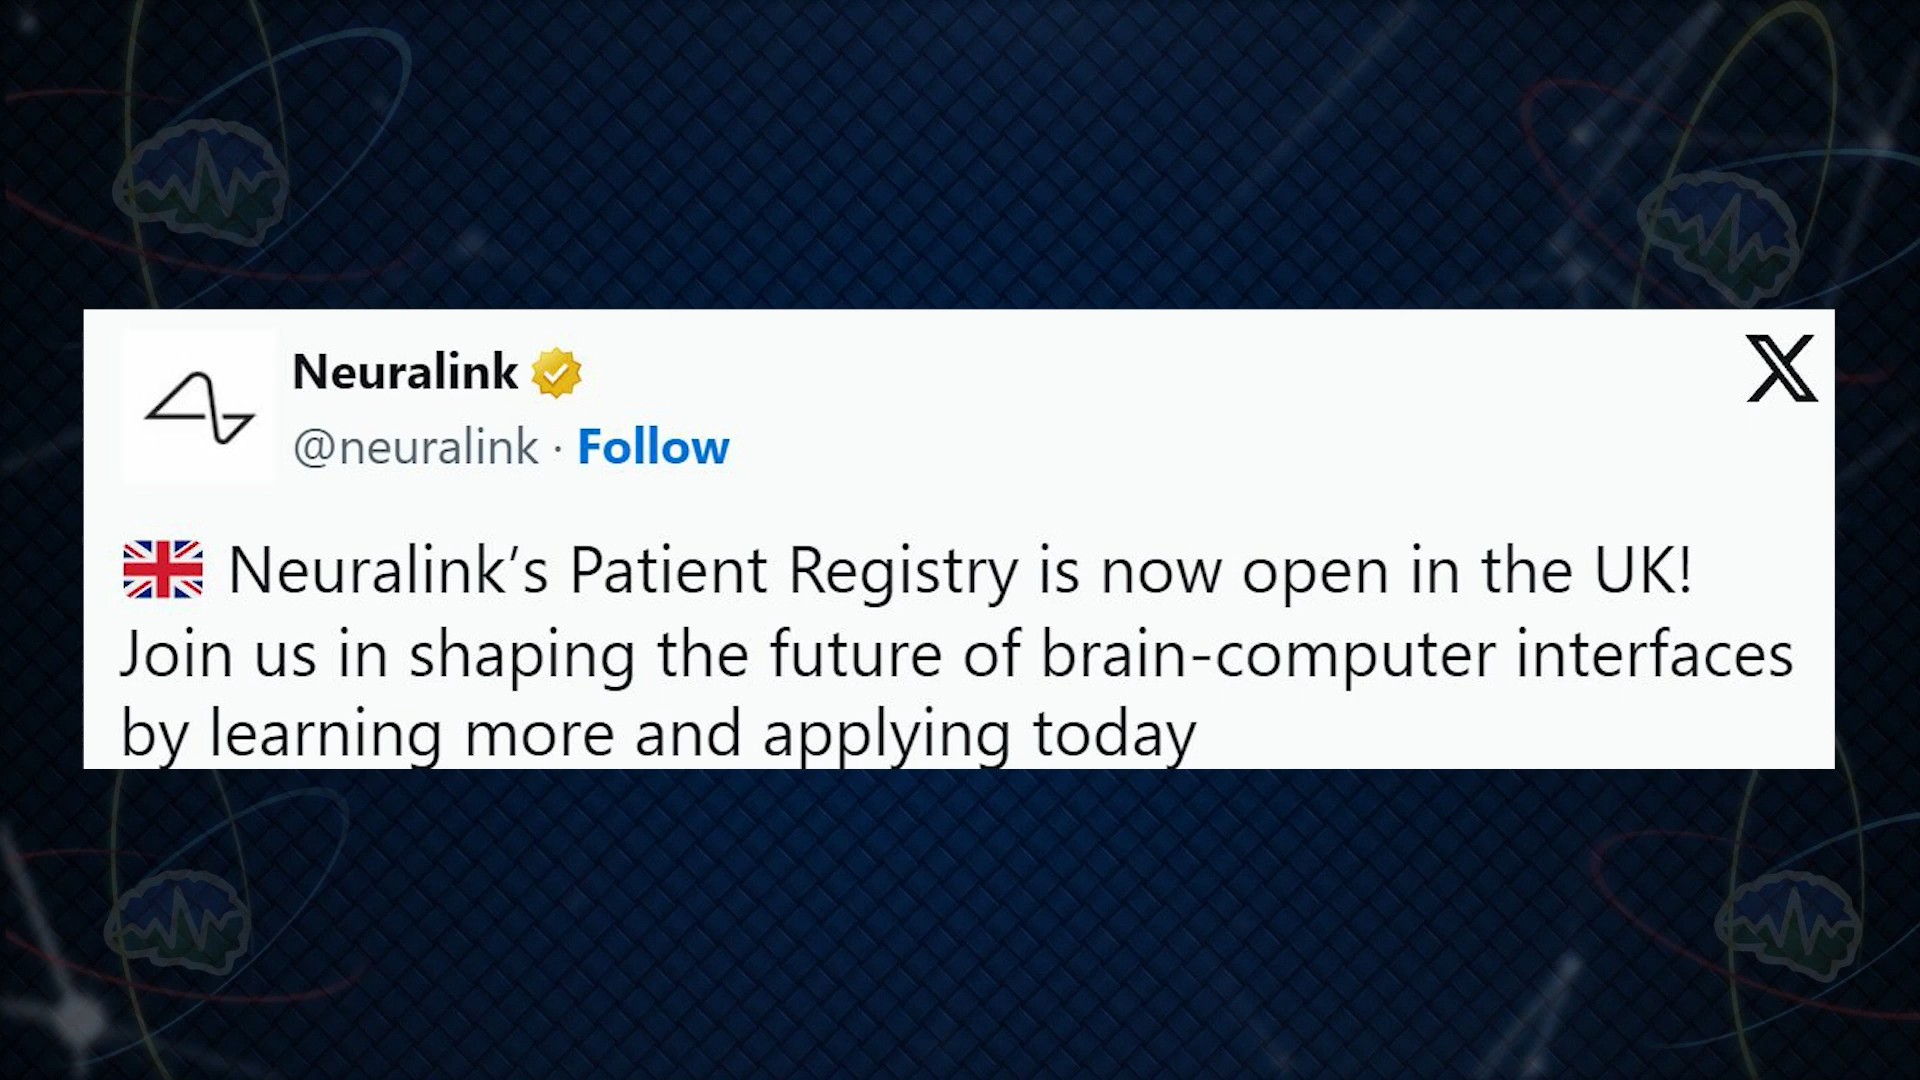 Neuralink
@neuralink · Follow
🇬🇧 Neuralink’s Patient Registry is now open in the UK!
Join us in shaping the future of brain-computer interfaces
by learning more and applying today